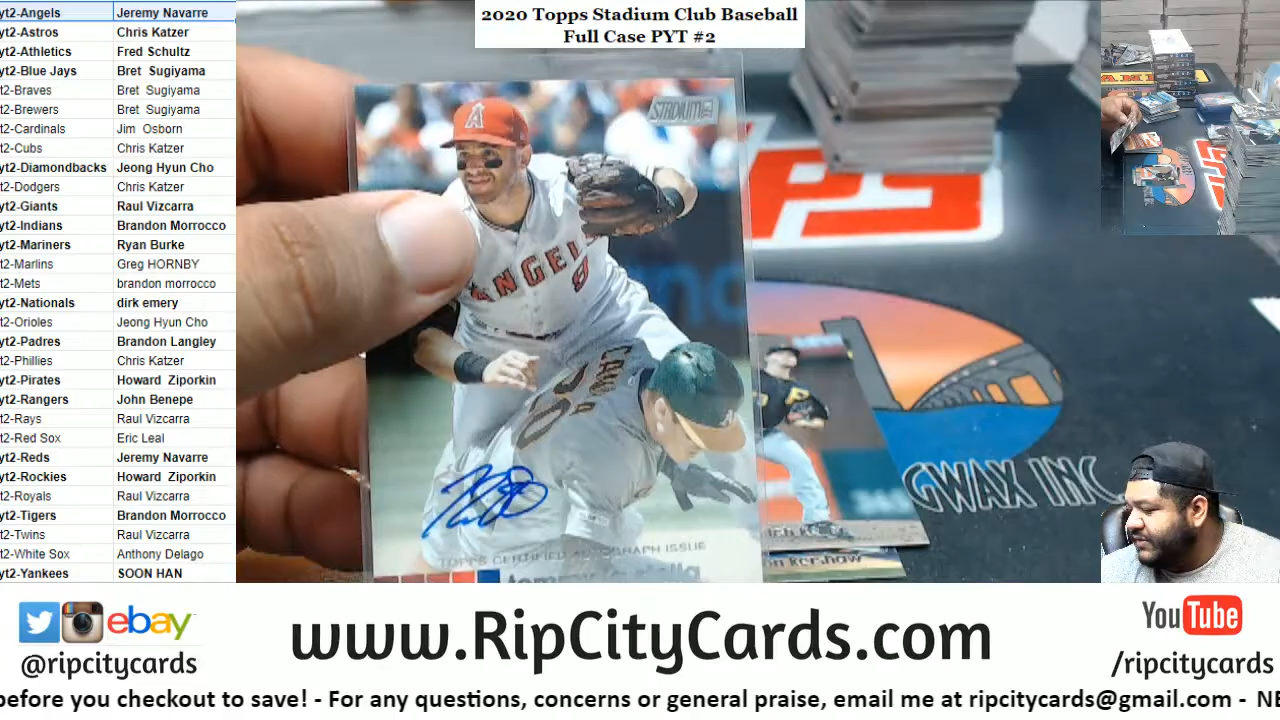 2020 Topps Stadium Club Baseball
Full Case PYT #2
yt2-Angels Jeremy Navarre
t2-Astros Chris Katzer
yt2-Athletics Fred Schultz
yt2-Blue Jays Bret Sugiyama
t2-Braves Bret Sugiyama
t2-Brewers Bret Sugiyama
t2-Cardinals Jim Osborn
t2-Cubs Chris Katzer
yt2-Diamondbacks Jeong Hyun Cho
t2-Dodgers Chris Katzer
yt2-Giants Raul Vizcarra
yt2-Indians Brandon Morrocco
yt2-Mariners Ryan Burke
t2-Marlins Greg HORNBY
t2-Mets brandon morrocco
yt2-Nationals dirk emery
t2-Orioles Jeong Hyun Cho
yt2-Padres Brandon Langley
t2-Phillies Chris Katzer
yt2-Pirates Howard Ziporkin
yt2-Rangers John Benepe
t2-Rays Raul Vizcarra
t2-Red Sox Eric Leal
yt2-Reds Jeremy Navarre
yt2-Rockies Howard Ziporkin
t2-Royals Raul Vizcarra
yt2-Tigers Brandon Morrocco
t2-Twins Raul Vizcarra
t2-White Sox Anthony Delago
yt2-Yankees SOON HAN
STADIUM
A
ANGEL
9
TOPPS CERTIFIED AUTOGRAPH ISSUE
kershaw
GWAX INC
ebay
@ripcitycards
www.RipCityCards.com
YouTube
/ripcitycards
before you checkout to save! - For any questions, concerns or general praise, email me at ripcitycards@gmail.com - NE